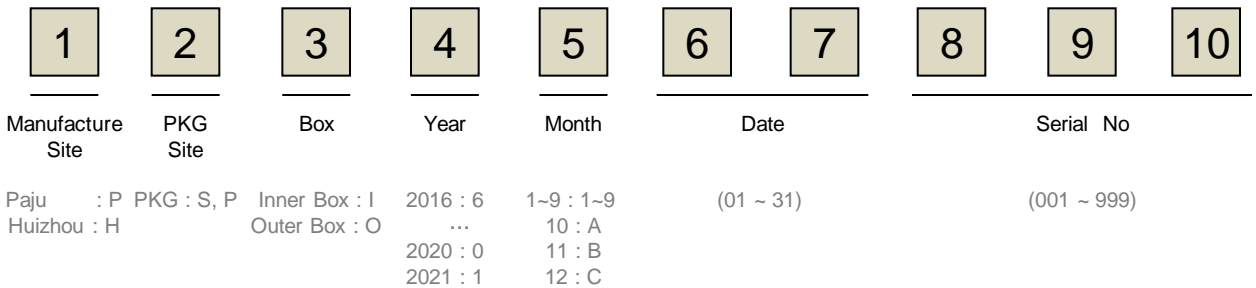 1 2 3 4 5 6 7 8 9 10
Manufacture Site PKG Site Box Year Month Date Serial No
Paju : P PKG : S, P Inner Box : I 2016 : 6 1~9 : 1~9 (01 ~ 31) (001 ~ 999)
Huizhou : H Outer Box : O … 10 : A
2020 : 0 11 : B
2021 : 1 12 : C